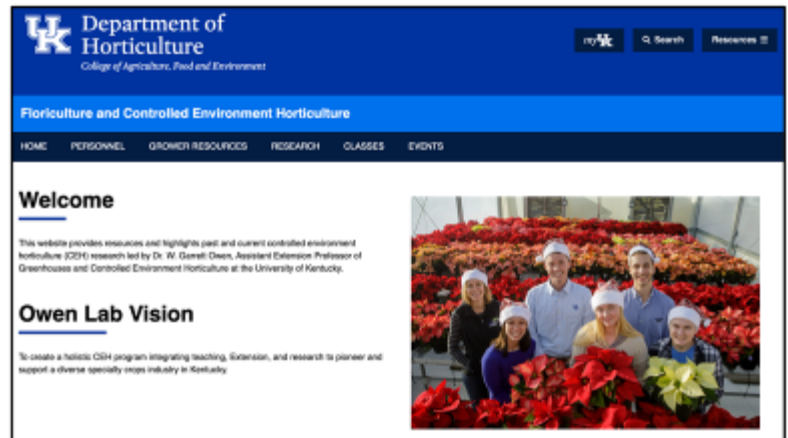 UK Department of
Horticulture
College of Agriculture, Food and Environment
myUK
Search
Resources
Floriculture and Controlled Environment Horticulture
HOME PERSONNEL GROWER RESOURCES RESEARCH CLASSES EVENTS
Welcome
This website provides resources and highlights past and current controlled environment
horticulture (CEH) research led by Dr. W. Garrett Owen, Assistant Extension Professor of
Greenhouses and Controlled Environment Horticulture at the University of Kentucky.
Owen Lab Vision
To create a holistic CEH program integrating teaching, Extension, and research to pioneer and
support a diverse specialty crops industry in Kentucky.